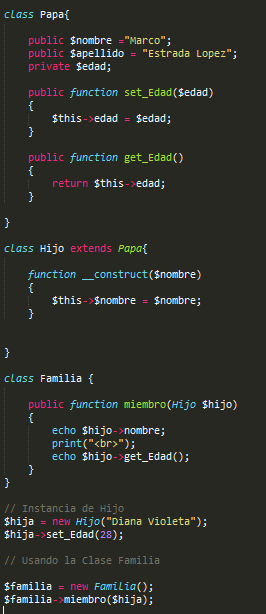 class Papa{
public $nombre ="Marco";
public $apellido = "Estrada Lopez";
private $edad;
public function set_Edad($edad)
{
$this->edad = $edad;
}
public function get_Edad()
{
return $this->edad;
}
}
class Hijo extends Papa{
function __construct($nombre)
{
$this->$nombre = $nombre;
}
}
class Familia {
public function miembro(Hijo $hijo)
{
echo $hijo->nombre;
print("<br>");
echo $hijo->get_Edad();
}
}
// Instancia de Hijo
$hija = new Hijo("Diana Violeta");
$hija->set_Edad(28);
// Usando la Clase Familia
$familia = new Familia();
$familia->miembro($hija);